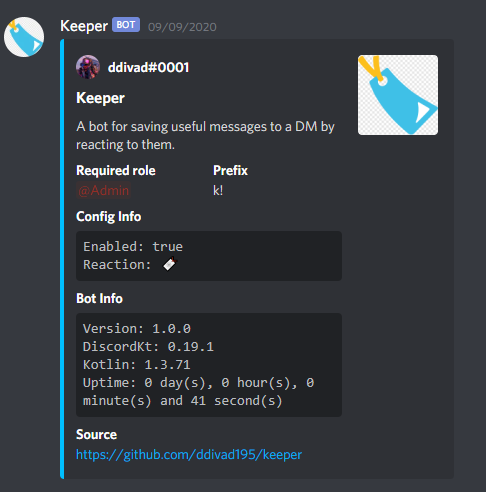 Keeper BOT 09/09/2020
ddivad#0001
Keeper
A bot for saving useful messages to a DM by
reacting to them.
Required role Prefix
@Admin k!
Config Info
Enabled: true
Reaction: 🔖
Bot Info
Version: 1.0.0
DiscordKt: 0.19.1
Kotlin: 1.3.71
Uptime: 0 day(s), 0 hour(s), 0
minute(s) and 41 second(s)
Source
https://github.com/ddivad195/keeper